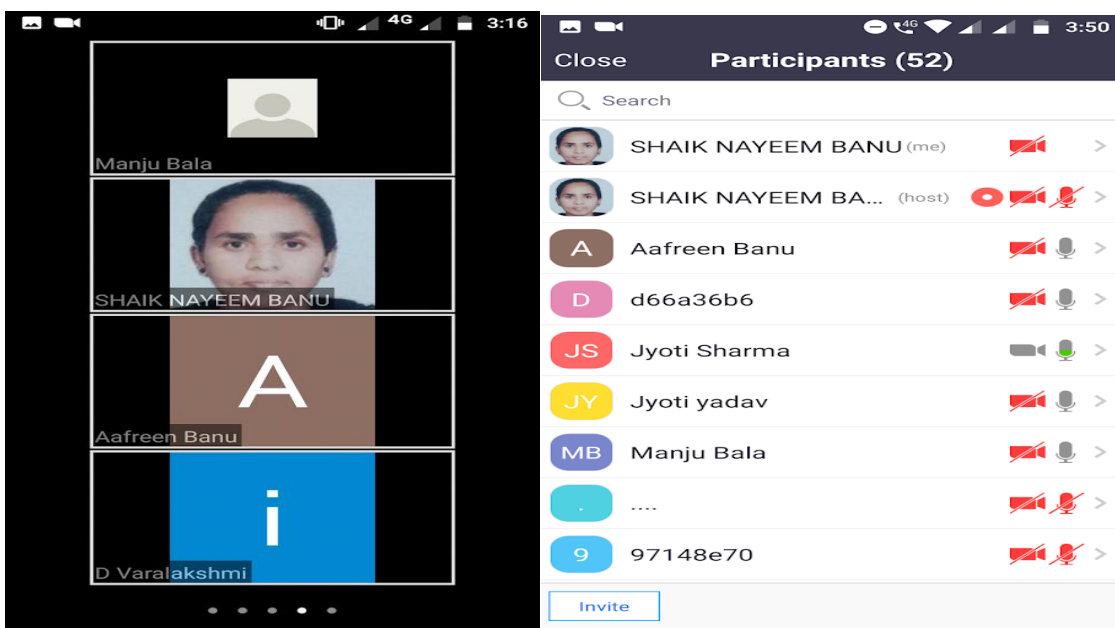 4G 3:16
Manju Bala
SHAIK NAYEEM BANU
A
Aafreen Banu
i
D Varalakshmi
4G 3:50
Close Participants (52)
Search
SHAIK NAYEEM BANU (me)
SHAIK NAYEEM BA... (host)
A Aafreen Banu
D d66a36b6
JS Jyoti Sharma
JY Jyoti yadav
MB Manju Bala
. ....
9 97148e70
Invite